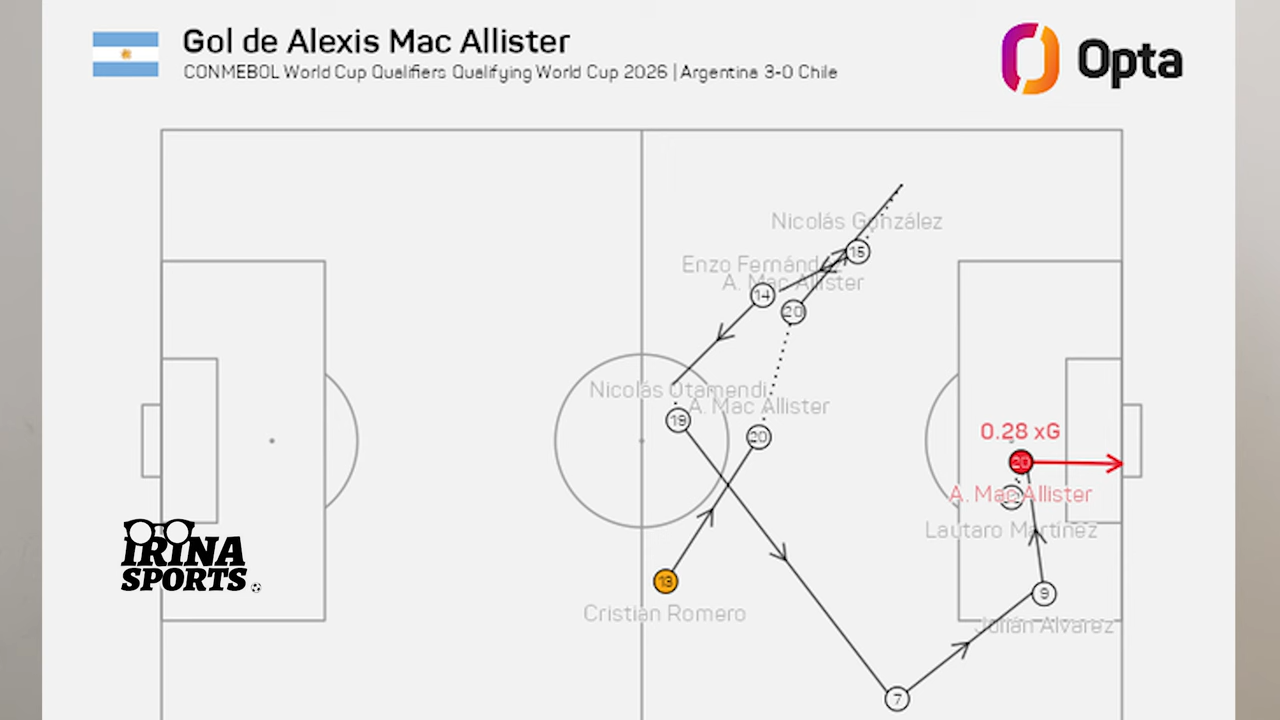 Gol de Alexis Mac Allister
CONMEBOL World Cup Qualifiers Qualifying World Cup 2026 | Argentina 3-0 Chile
Opta
Nicolás González
15
Enzo Fernández
A. Mac Allister
14
20
Nicolás Otamendi
A. Mac Allister
19
20
0.28 xG
20
A. Mac Allister
Lautaro Martínez
IRINA
SPORTS
13
9
Cristian Romero
Julián Álvarez
7